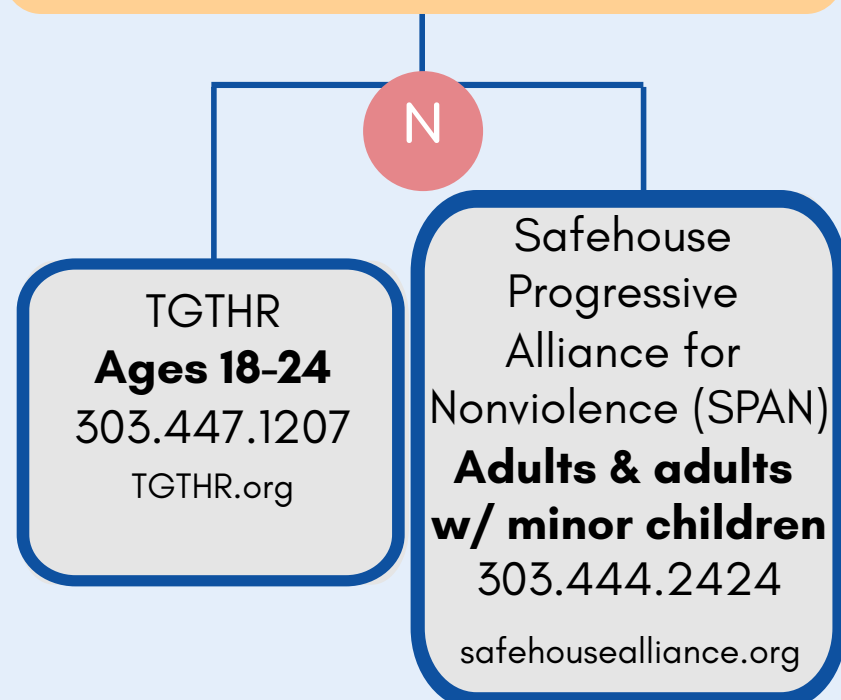 N
TGTHR
Ages 18-24
303.447.1207
TGTHR.org
Safehouse
Progressive
Alliance for
Nonviolence (SPAN)
Adults & adults
w/ minor children
303.444.2424
safehousealliance.org